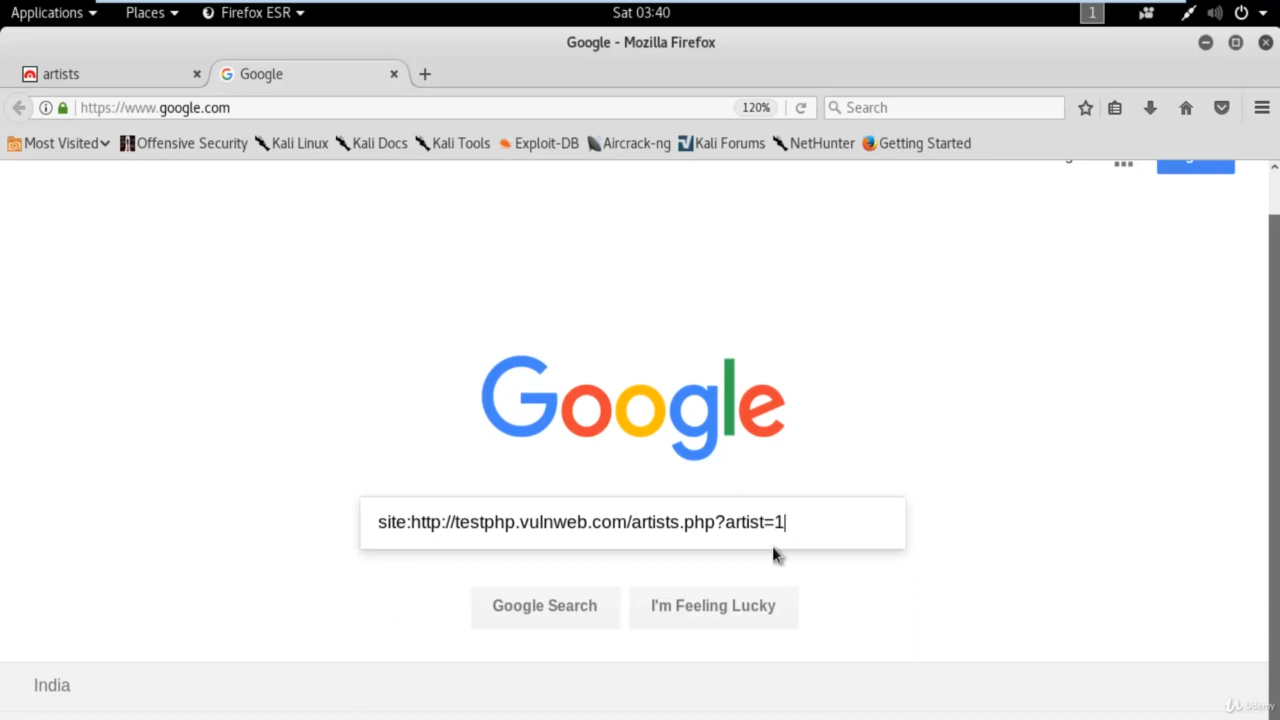 Applications Places Firefox ESR Sat 03:40 1
Google - Mozilla Firefox
artists Google
https://www.google.com 120% Search
Most Visited Offensive Security Kali Linux Kali Docs Kali Tools Exploit-DB Aircrack-ng Kali Forums NetHunter Getting Started
Google
site:http://testphp.vulnweb.com/artists.php?artist=1
Google Search I'm Feeling Lucky
India
Udemy